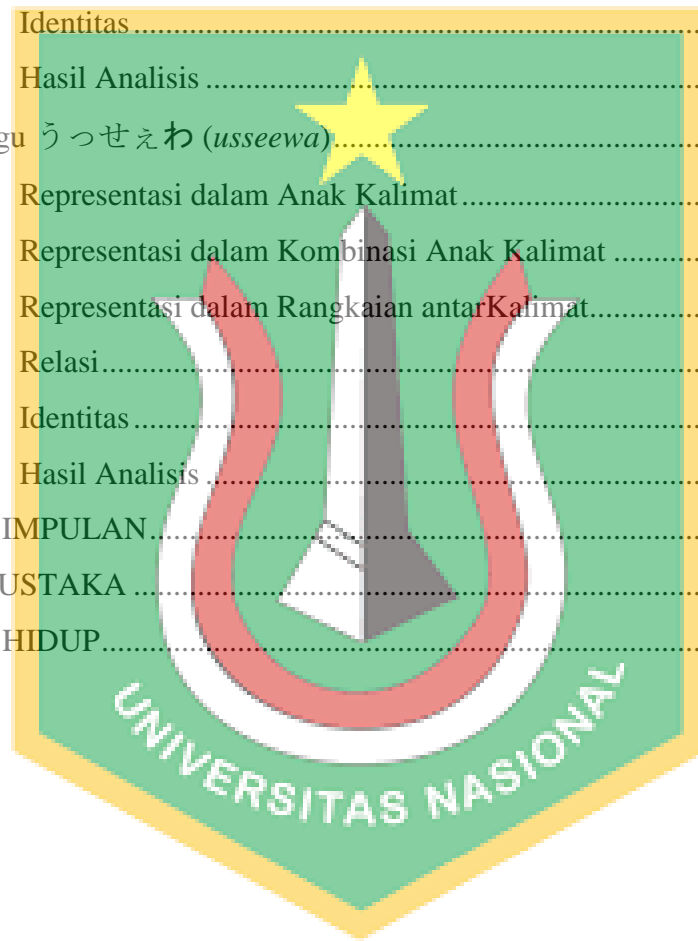 Identitas
Hasil Analisis
gu うっせぇわ (usseewa)
Representasi dalam Anak Kalimat
Representasi dalam Kombinasi Anak Kalimat
Representasi dalam Rangkaian antarKalimat
Relasi
Identitas
Hasil Analisis
IMPULAN
USTAKA
HIDUP
UNIVERSITAS NASIONAL